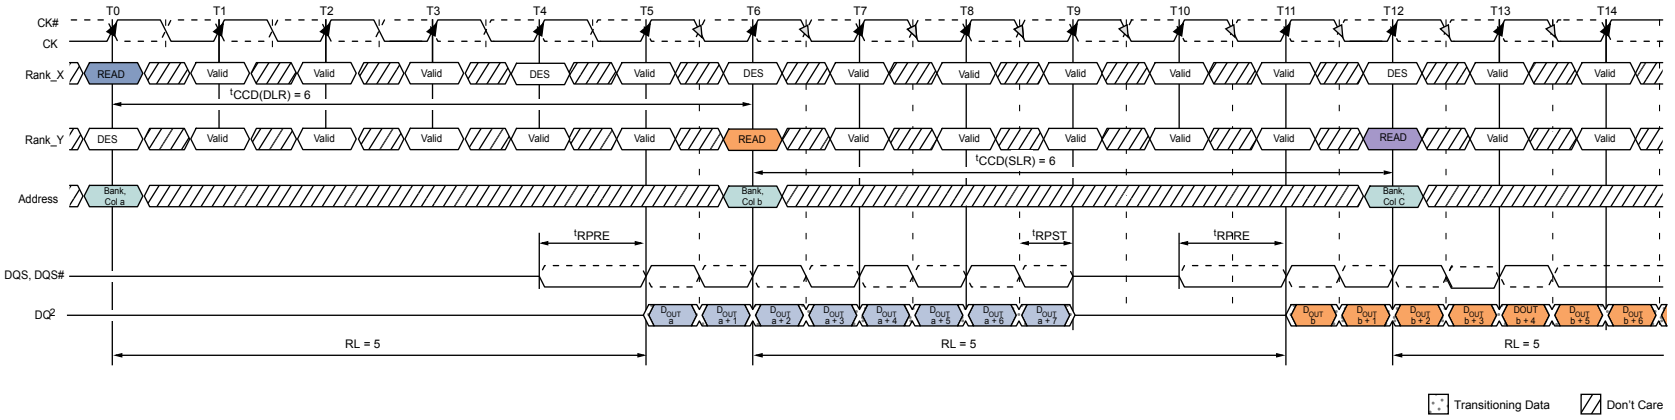 T0 T1 T2 T3 T4 T5 T6 T7 T8 T9 T10 T11 T12 T13 T14
CK#
CK
Rank_X READ Valid Valid Valid DES Valid DES Valid Valid Valid Valid Valid DES Valid Valid
tCCD(DLR) = 6
Rank_Y DES Valid Valid Valid Valid Valid READ Valid Valid Valid Valid Valid READ Valid Valid
tCCD(SLR) = 6
Address Bank, Col a Bank, Col b Bank, Col C
tRPRE tRPST tRPRE
DQS, DQS#
DQ2 DOUT a DOUT a + 1 DOUT a + 2 DOUT a + 3 DOUT a + 4 DOUT a + 5 DOUT a + 6 DOUT a + 7 DOUT b DOUT b + 1 DOUT b + 2 DOUT b + 3 DOUT b + 4 DOUT b + 5 DOUT b + 6
RL = 5 RL = 5 RL = 5
Transitioning Data Don't Care